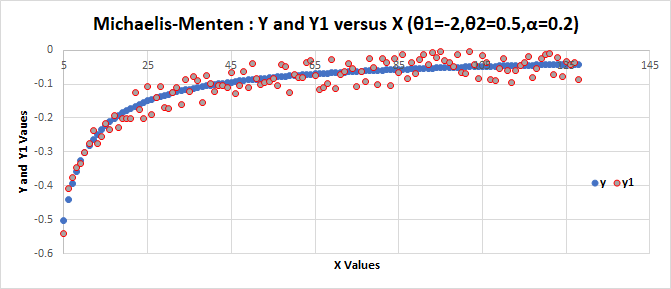 Michaelis-Menten : Y and Y1 versus X (θ1=-2,θ2=0.5,α=0.2)
0
5 25 45 65 85 105 125 145
-0.1
-0.2
-0.3
-0.4
-0.5
-0.6
Y and Y1 Values
y y1
X Values